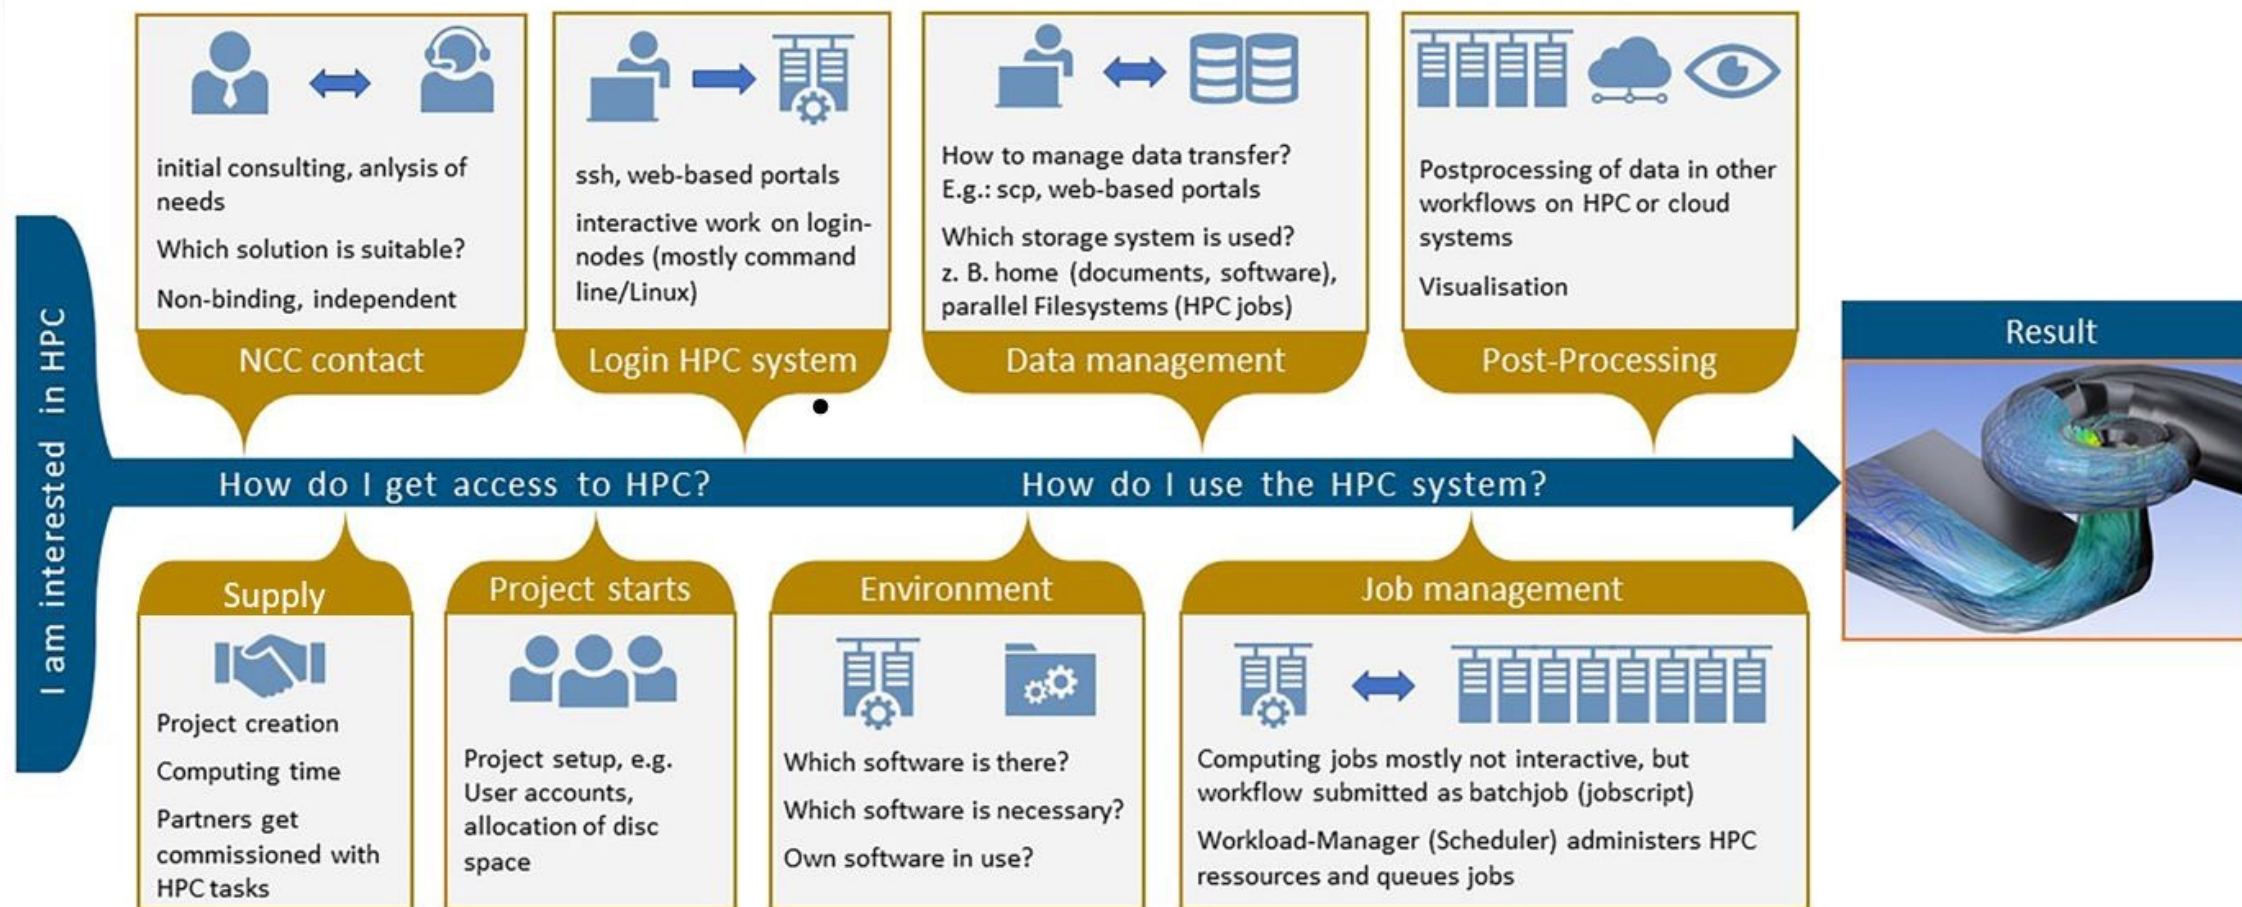 I am interested in HPC
initial consulting, anlysis of
needs
Which solution is suitable?
Non-binding, independent
NCC contact
ssh, web-based portals
interactive work on login-
nodes (mostly command
line/Linux)
Login HPC system
How to manage data transfer?
E.g.: scp, web-based portals
Which storage system is used?
z. B. home (documents, software),
parallel Filesystems (HPC jobs)
Data management
Postprocessing of data in other
workflows on HPC or cloud
systems
Visualisation
Post-Processing
How do I get access to HPC?
How do I use the HPC system?
Supply
Project creation
Computing time
Partners get
commissioned with
HPC tasks
Project starts
Project setup, e.g.
User accounts,
allocation of disc
space
Environment
Which software is there?
Which software is necessary?
Own software in use?
Job management
Computing jobs mostly not interactive, but
workflow submitted as batchjob (jobscript)
Workload-Manager (Scheduler) administers HPC
ressources and queues jobs
Result